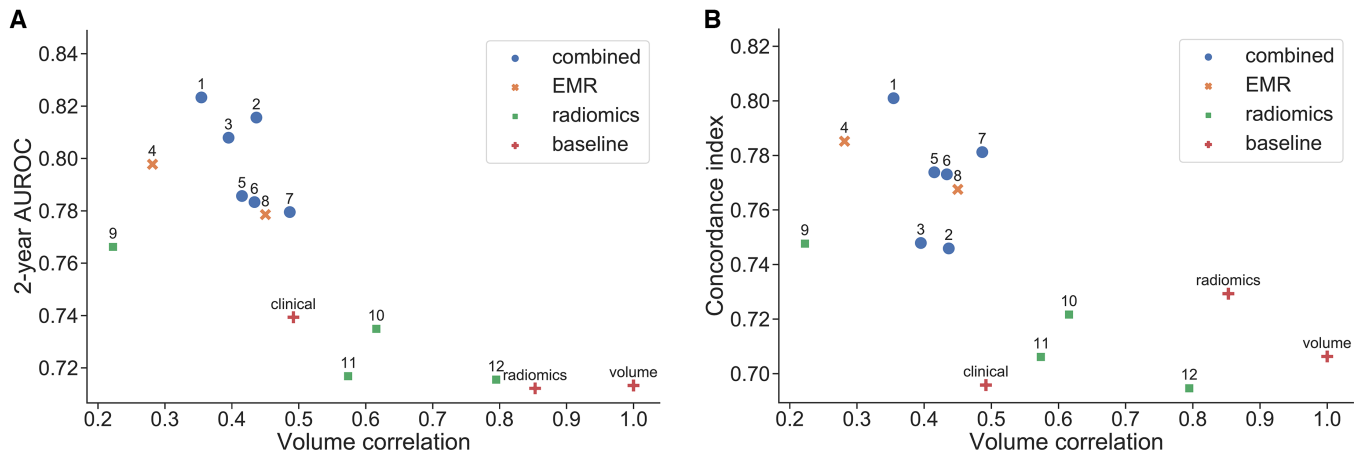 A
2-year AUROC
0.84
0.82
0.80
0.78
0.76
0.74
0.72
0.2 0.3 0.4 0.5 0.6 0.7 0.8 0.9 1.0
Volume correlation
combined
EMR
radiomics
baseline
1
2
3
4
5
6
8
7
9
clinical
10
11
12
radiomics
volume
B
Concordance index
0.82
0.80
0.78
0.76
0.74
0.72
0.70
0.2 0.3 0.4 0.5 0.6 0.7 0.8 0.9 1.0
Volume correlation
combined
EMR
radiomics
baseline
1
4
7
5
6
8
9
3
2
radiomics
10
11
volume
clinical
12